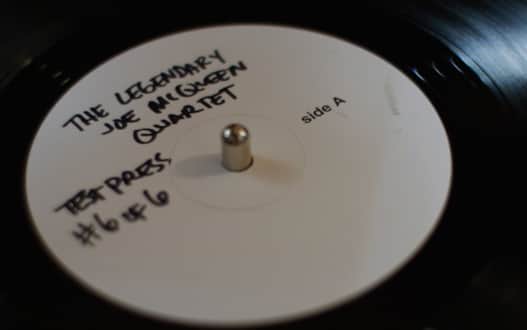 THE LEGENDARY
JOE McQUEEN
QUARTET
side A
TEST PRESS
#6 of 6